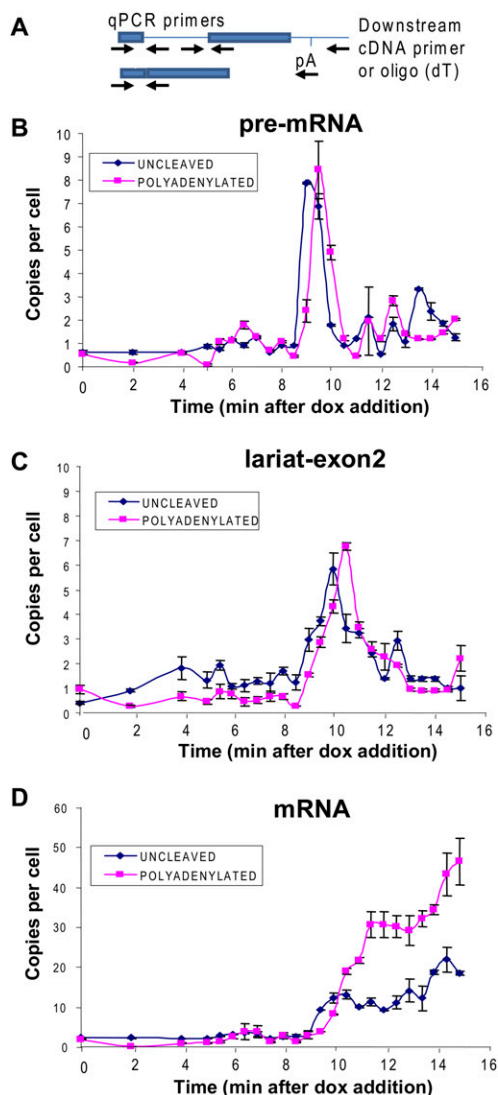 A
qPCR primers
Downstream
cDNA primer
or oligo (dT)
pA
B
pre-mRNA
UNCLEAVED
POLYADENYLATED
Copies per cell
10
9
8
7
6
5
4
3
2
1
0
0 2 4 6 8 10 12 14 16
Time (min after dox addition)
C
lariat-exon2
UNCLEAVED
POLYADENYLATED
Copies per cell
10
9
8
7
6
5
4
3
2
1
0
0 2 4 6 8 10 12 14 16
Time (min after dox addition)
D
mRNA
UNCLEAVED
POLYADENYLATED
Copies per cell
60
50
40
30
20
10
0
0 2 4 6 8 10 12 14 16
Time (min after dox addition)